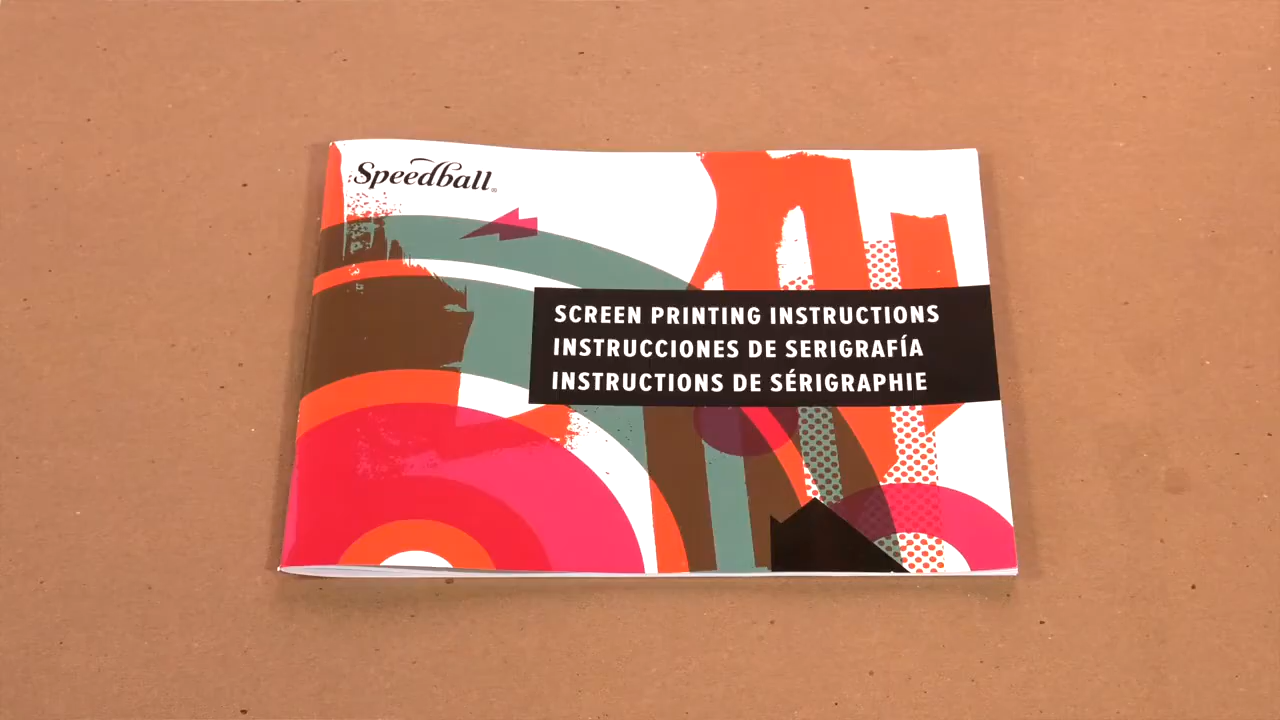 Speedball®
SCREEN PRINTING INSTRUCTIONS
INSTRUCCIONES DE SERIGRAFÍA
INSTRUCTIONS DE SÉRIGRAPHIE